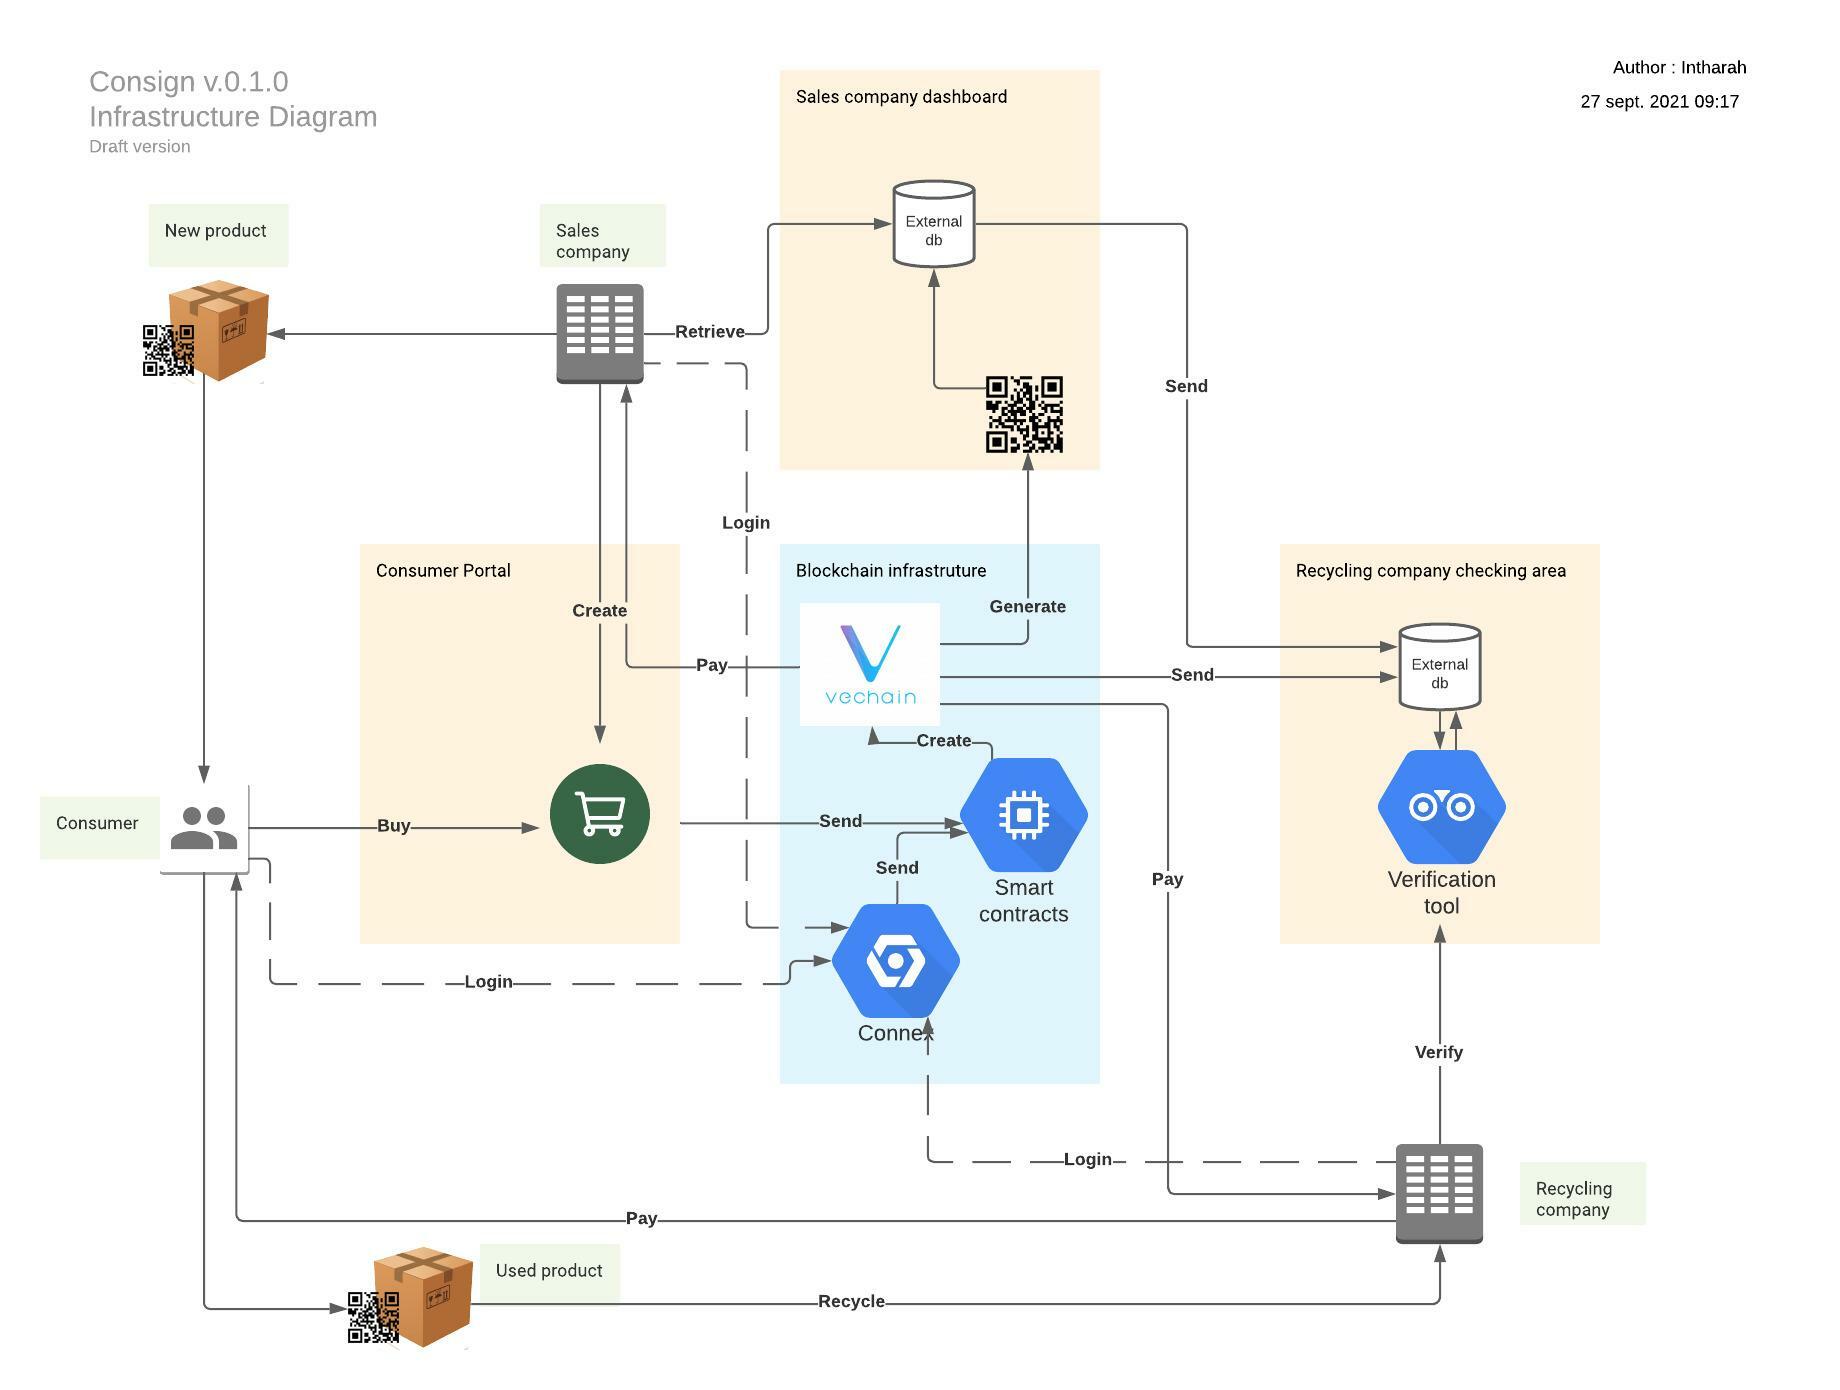 Consign v.0.1.0
Infrastructure Diagram
Draft version
Author : Intharah
27 sept. 2021 09:17
Sales company dashboard
New product
Sales
company
External
db
Retrieve
Send
Login
Consumer Portal
Blockchain infrastruture
Recycling company checking area
Create
Generate
Pay
vechain
Send
External
db
Create
Consumer
Buy
Send
Send
Smart
contracts
Pay
Verification
tool
Login
Connex
Verify
Login
Recycling
company
Pay
Used product
Recycle